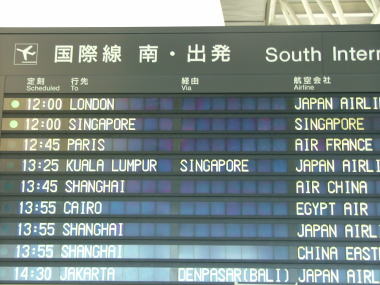 国際線 南・出発 South Intern
定刻 行先 経由 航空会社
Scheduled To Via Airline
12:00 LONDON JAPAN AIRLI
12:00 SINGAPORE SINGAPORE
12:45 PARIS AIR FRANCE
13:25 KUALA LUMPUR SINGAPORE JAPAN AIRLI
13:45 SHANGHAI AIR CHINA
13:55 CAIRO EGYPT AIR
13:55 SHANGHAI JAPAN AIRLI
13:55 SHANGHAI CHINA EASTE
14:30 JAKARTA DENPASAR(BALI) JAPAN AIRLI